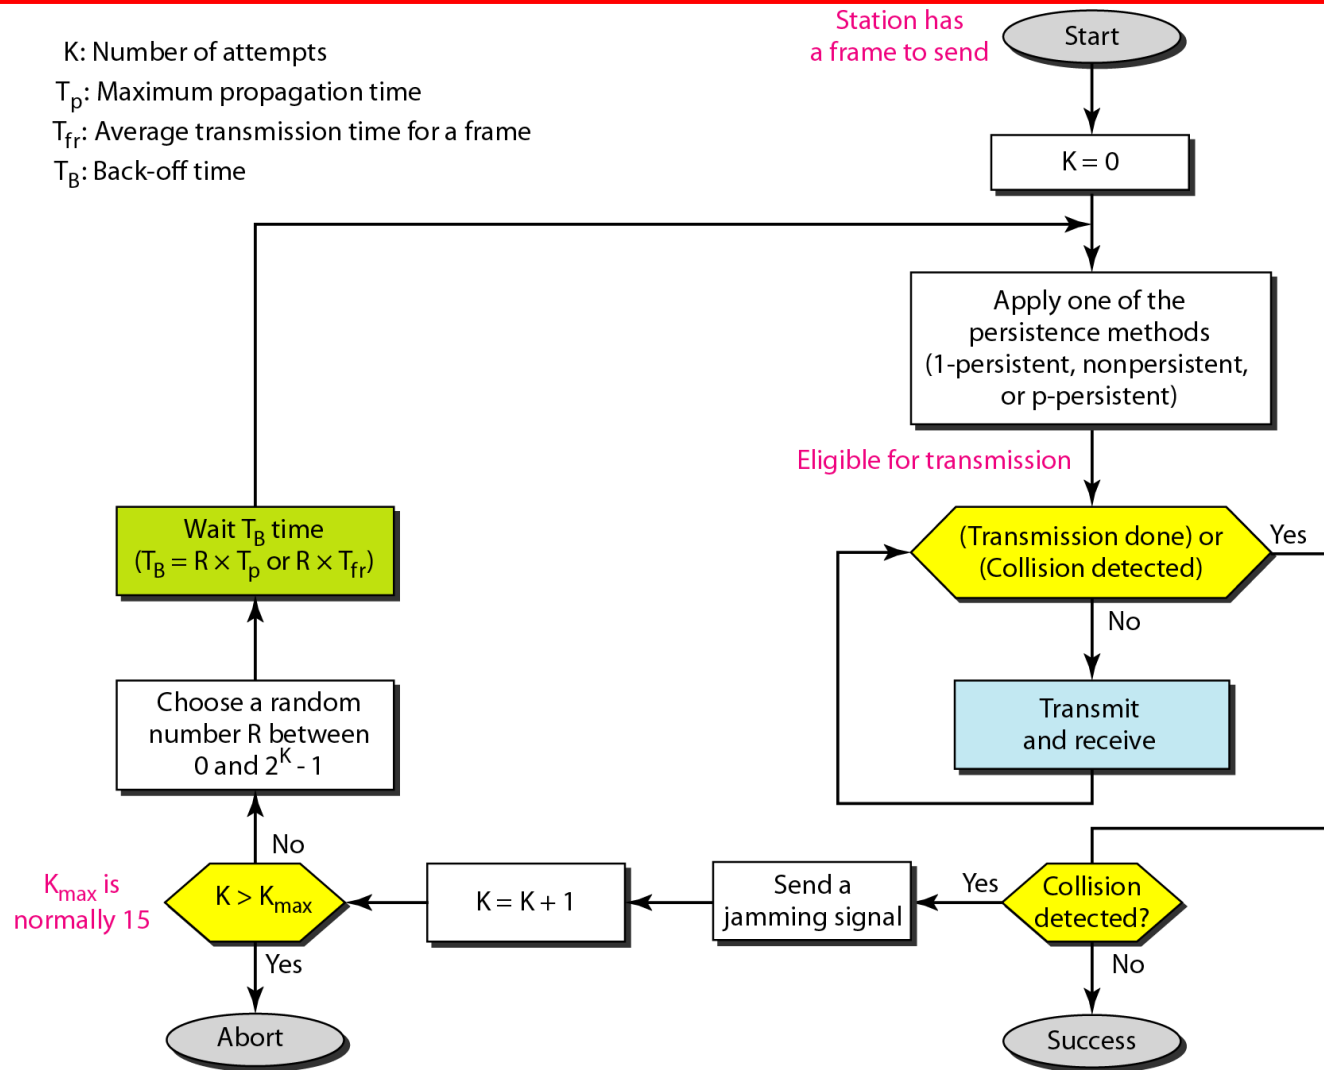 Station has
a frame to send
Start
K: Number of attempts
Tp: Maximum propagation time
Tfr: Average transmission time for a frame
TB: Back-off time
K = 0
Apply one of the
persistence methods
(1-persistent, nonpersistent,
or p-persistent)
Eligible for transmission
Wait TB time
(TB = R × Tp or R × Tfr)
(Transmission done) or
(Collision detected)
Yes
No
Choose a random
number R between
0 and 2^K - 1
Transmit
and receive
No
Kmax is
normally 15
K > Kmax
K = K + 1
Send a
jamming signal
Yes
Collision
detected?
Yes
No
Abort
Success